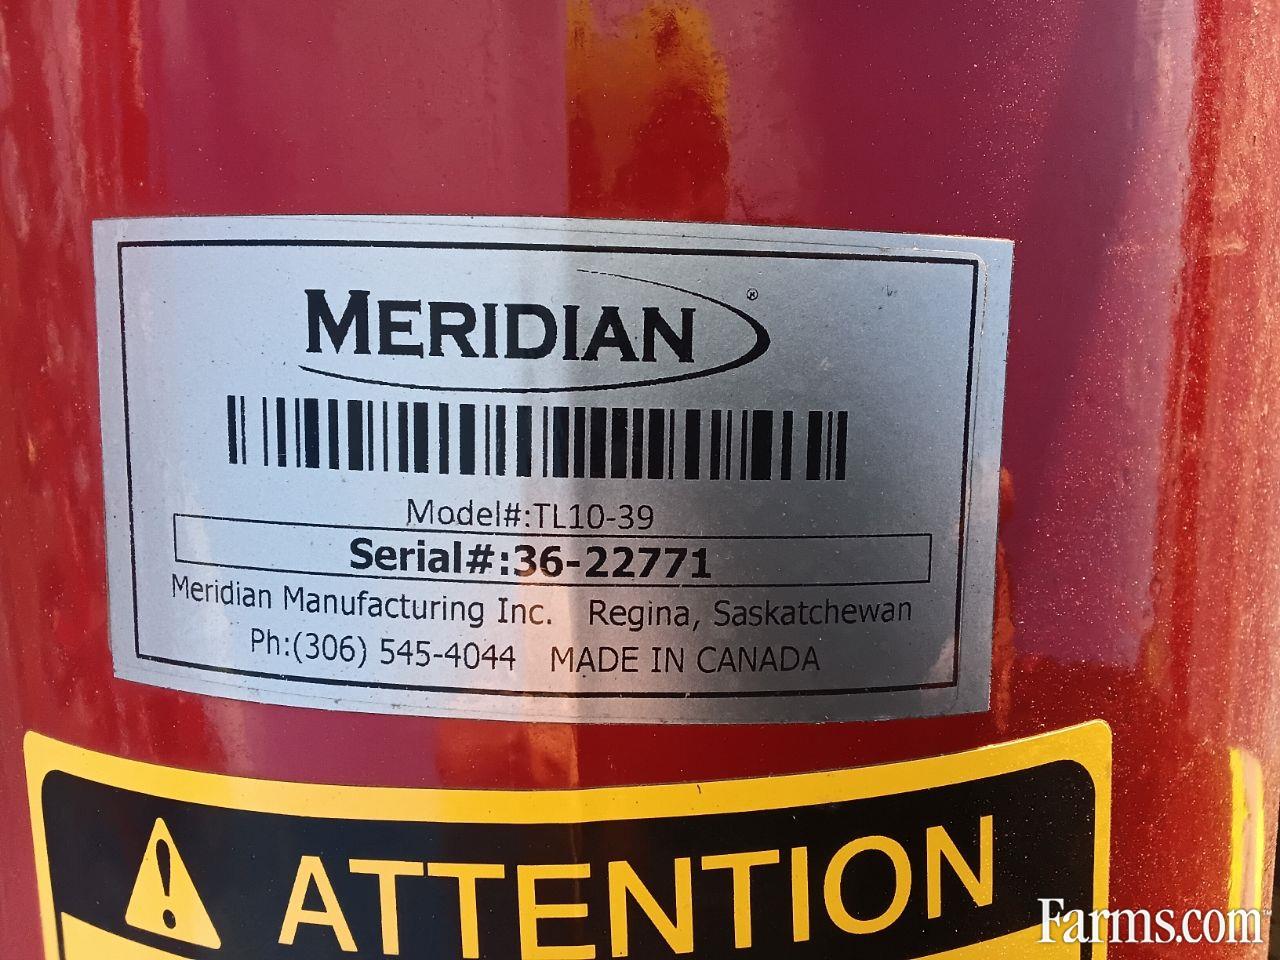 MERIDIAN®
Model#:TL10-39
Serial#:36-22771
Meridian Manufacturing Inc. Regina, Saskatchewan
Ph:(306) 545-4044 MADE IN CANADA
ATTENTION
Farms.com